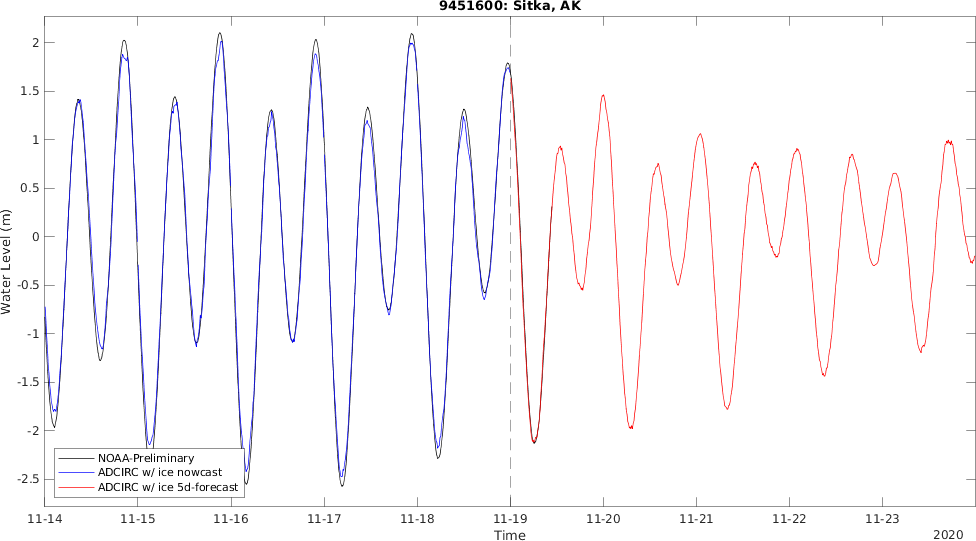 9451600: Sitka, AK
Water Level (m)
2
1.5
1
0.5
0
-0.5
-1
-1.5
-2
-2.5
NOAA-Preliminary
ADCIRC w/ ice nowcast
ADCIRC w/ ice 5d-forecast
11-14 11-15 11-16 11-17 11-18 11-19 11-20 11-21 11-22 11-23
Time
2020